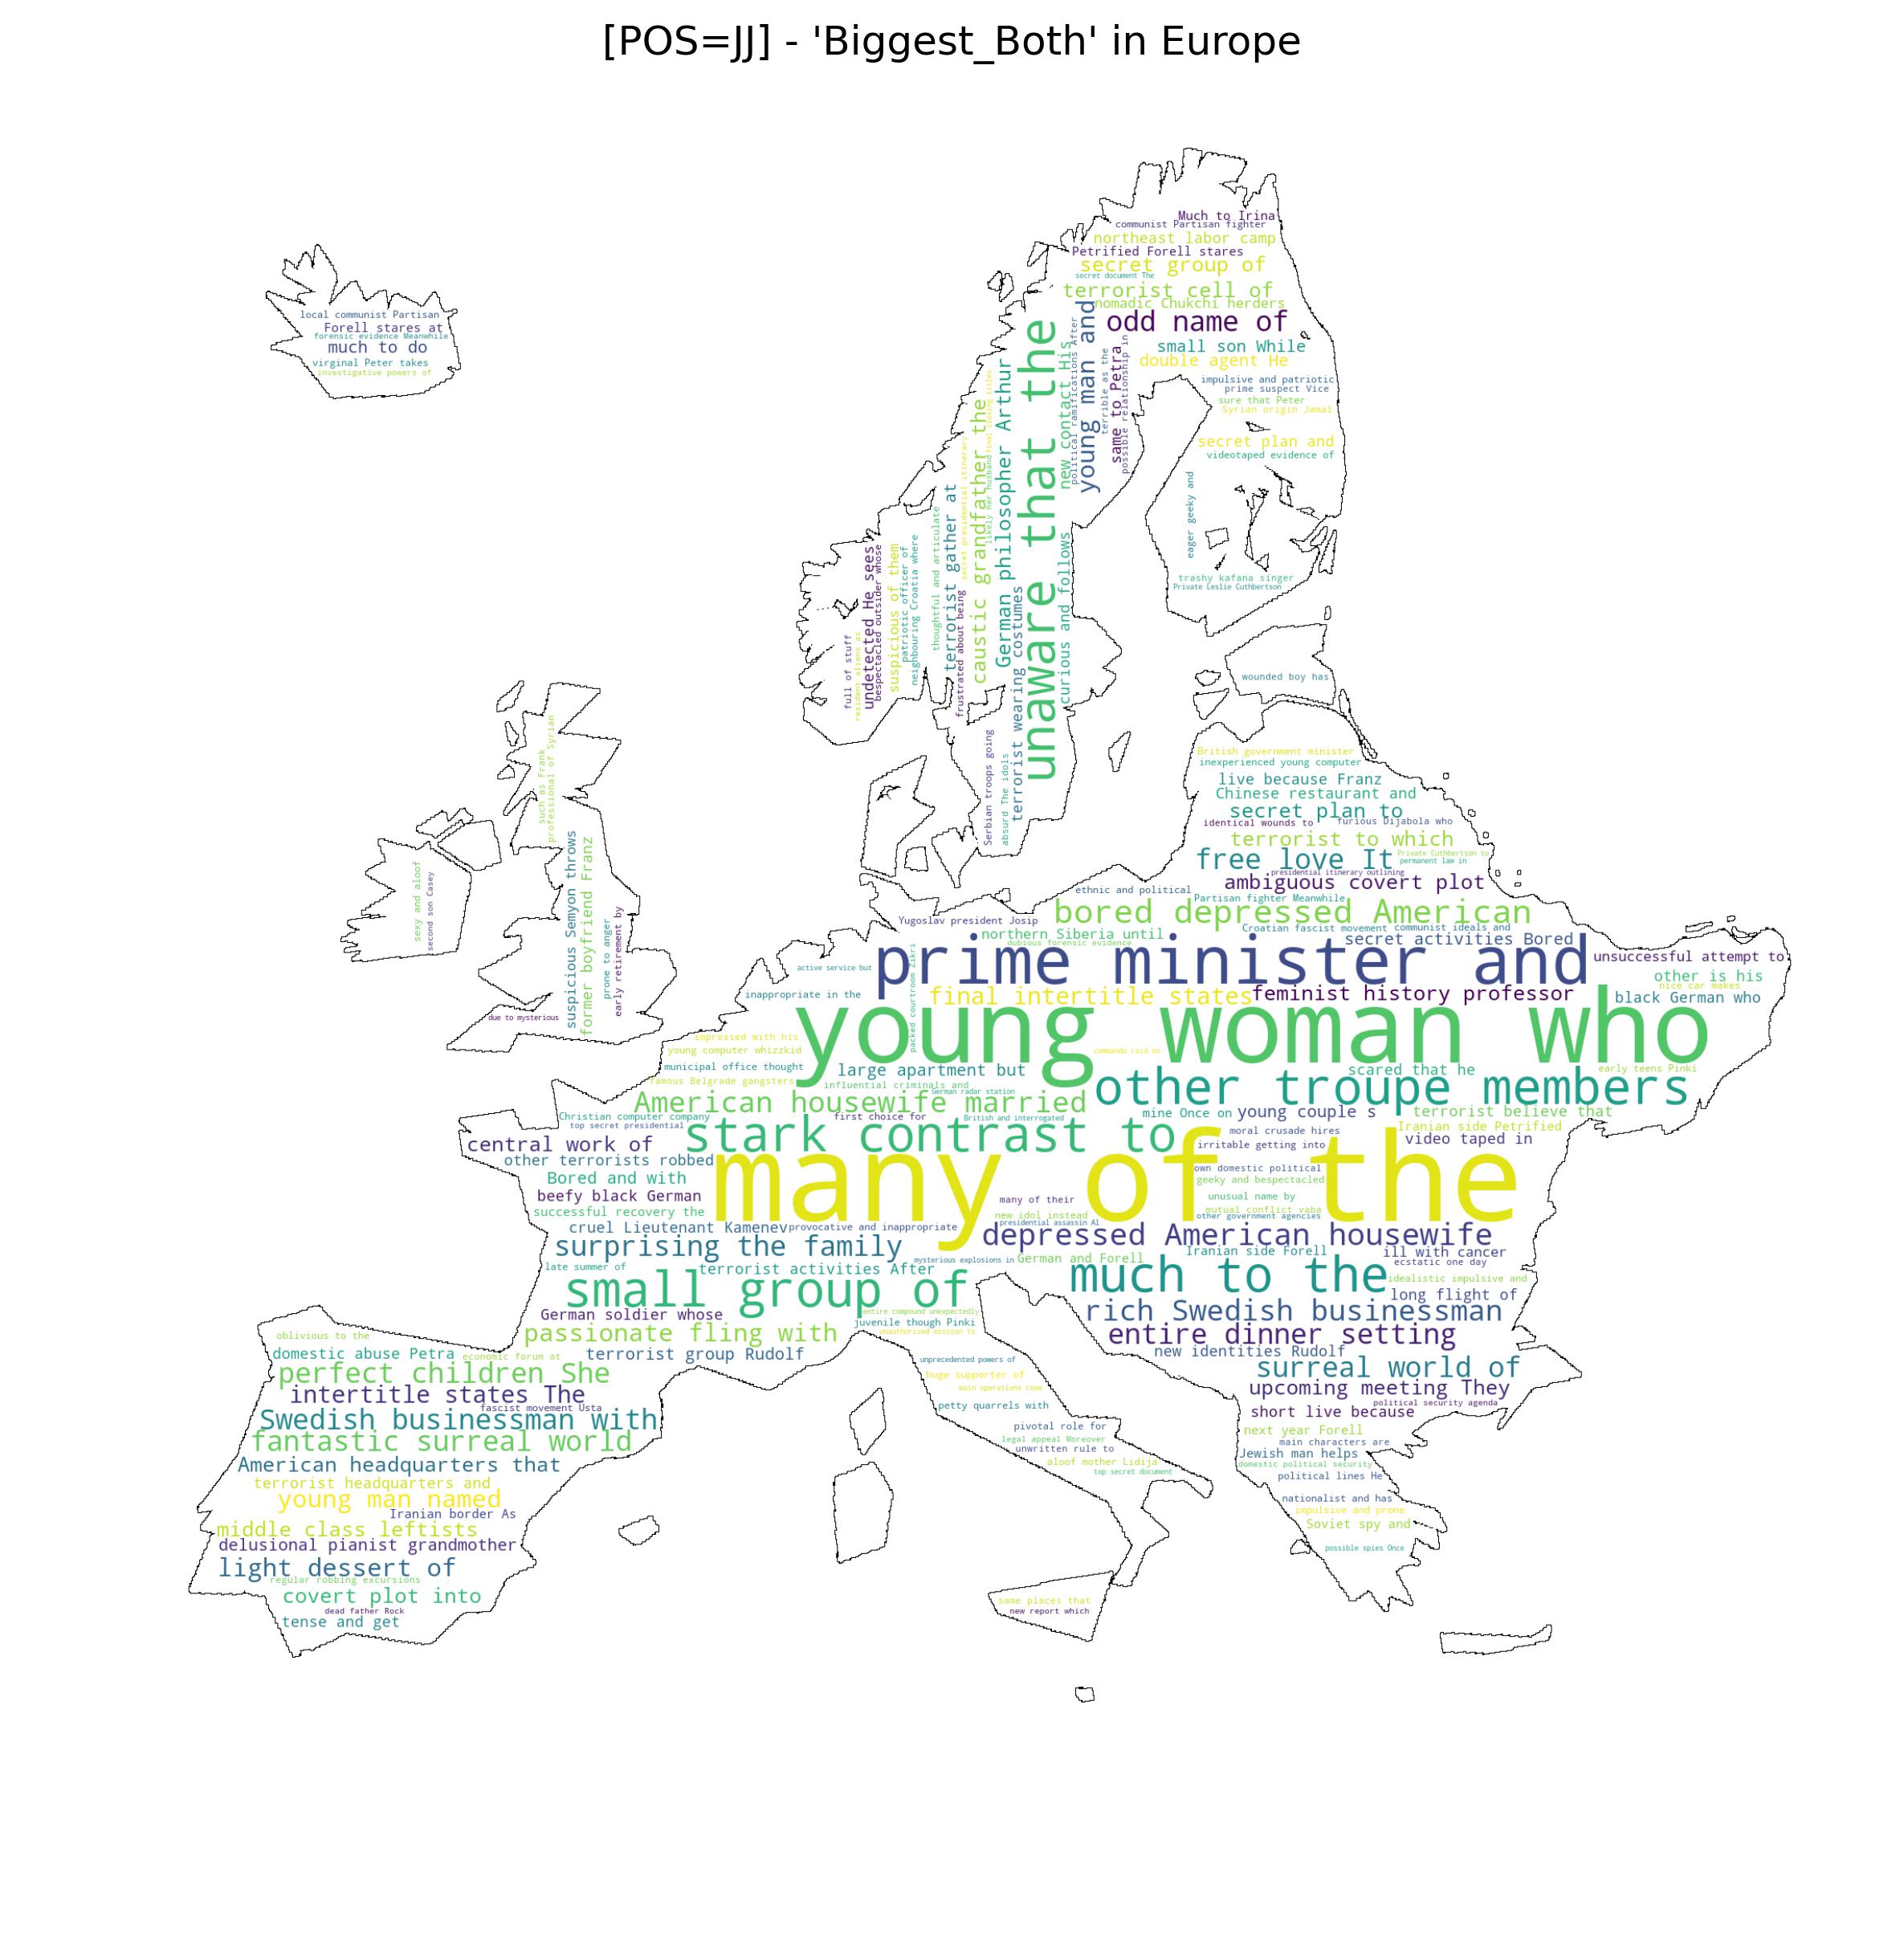 [POS=JJ] - 'Biggest_Both' in Europe
Much to Irina
communist Partisan fighter
northeast labor camp
Petrified Forell stares
secret group of
secret document The
terrorist cell of
nomadic Chukchi herders
odd name of
small son While
double agent He
impulsive and patriotic
prime suspect Vice
sure that Peter
Syrian origin Jamal
secret plan and
videotaped evidence of
eager geeky and
trashy kafana singer
Private Leslie Cuthbertson
wounded boy has
local communist Partisan
Forell stares at
forensic evidence Meanwhile
much to do
virginal Peter takes
investigative powers of
full of stuff
resident aliens as
undetected He sees
bespectacled outsider whose
suspicious of them
patriotic officer of
neighbouring Croatia where
thoughtful and articulate
terrorist gather at
frustrated about being
secret presidential itinerary
caustic grandfather the
likely her husband
final closing titles
German philosopher Arthur
terrorist wearing costumes
unaware that the
new contact His
curious and follows
political ramifications After
young man and
terrible as the
same to Petra
possible relationship in
Serbian troops going
absurd The idols
such as Frank
professional of Syrian
sexy and aloof
second son Casey
suspicious Semyon throws
former boyfriend Franz
prone to anger
early retirement by
due to mysterious
British government minister
inexperienced young computer
live because Franz
Chinese restaurant and
secret plan to
identical wounds to
furious Dijabola who
terrorist to which
free love It
Private Cuthbertson to
permanent law in
presidential itinerary outlining
ambiguous covert plot
ethnic and political
Partisan fighter Meanwhile
bored depressed American
Yugoslav president Josip
Croatian fascist movement
communist ideals and
northern Siberia until
dubious forensic evidence
secret activities Bored
prime minister and
unsuccessful attempt to
active service but
packed courtroom Zikri
other is his
nice car makes
inappropriate in the
final intertitle states
feminist history professor
black German who
young woman who
impressed with his
young computer whizzkid
commando raid on
municipal office thought
large apartment but
scared that he
early teens Pinki
famous Belgrade gangsters
influential criminals and
German radar station
other troupe members
American housewife married
Christian computer company
first choice for
British and interrogated
mine Once on
young couple s
terrorist believe that
top secret presidential
Iranian side Petrified
moral crusade hires
central work of
stark contrast to
irritable getting into
video taped in
other terrorists robbed
many of the
own domestic political
Bored and with
geeky and bespectacled
beefy black German
many of their
unusual name by
successful recovery the
new idol instead
mutual conflict vaba
other government agencies
presidential assassin Al
cruel Lieutenant Kamenev
provocative and inappropriate
depressed American housewife
surprising the family
mysterious explosions in
German and Forell
Iranian side Forell
ill with cancer
late summer of
terrorist activities After
ecstatic one day
much to the
small group of
idealistic impulsive and
long flight of
entire compound unexpectedly
German soldier whose
rich Swedish businessman
juvenile though Pinki
unauthorised mission to
passionate fling with
entire dinner setting
oblivious to the
domestic abuse Petra
economic forum at
terrorist group Rudolf
new identities Rudolf
unprecedented powers of
perfect children She
huge supporter of
surreal world of
main operations room
upcoming meeting They
intertitle states The
fascist movement Usta
petty quarrels with
political security agenda
short live because
Swedish businessman with
pivotal role for
next year Forell
fantastic surreal world
legal appeal Moreover
main characters are
unwritten rule to
Jewish man helps
American headquarters that
aloof mother Lidija
domestic political security
top secret document
political lines He
terrorist headquarters and
young man named
nationalist and has
Iranian border As
impulsive and prone
middle class leftists
Soviet spy and
delusional pianist grandmother
possible spies Once
light dessert of
regular robbing excursions
covert plot into
same places that
dead father Rock
new report which
tense and get